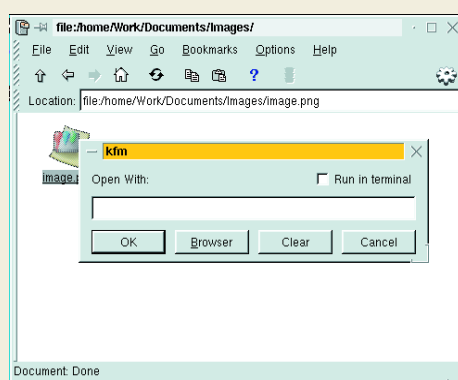 file:/home/Work/Documents/Images/
File Edit View Go Bookmarks Options Help
?
Location: file:/home/Work/Documents/Images/image.png
kfm
Open With: Run in terminal
OK Browser Clear Cancel
Document: Done